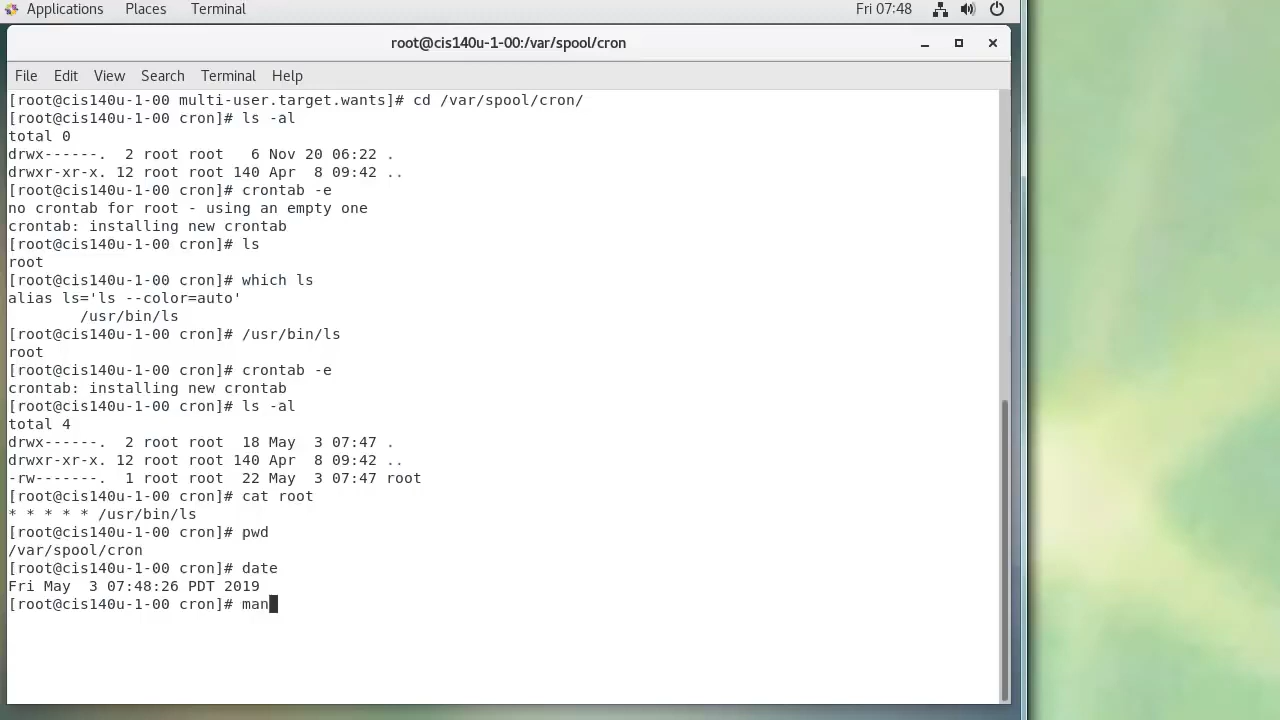 Applications Places Terminal Fri 07:48
root@cis140u-1-00:/var/spool/cron
File Edit View Search Terminal Help
[root@cis140u-1-00 multi-user.target.wants]# cd /var/spool/cron/
[root@cis140u-1-00 cron]# ls -al
total 0
drwx------.  2 root root   6 Nov 20 06:22 .
drwxr-xr-x. 12 root root 140 Apr  8 09:42 ..
[root@cis140u-1-00 cron]# crontab -e
no crontab for root - using an empty one
crontab: installing new crontab
[root@cis140u-1-00 cron]# ls
root
[root@cis140u-1-00 cron]# which ls
alias ls='ls --color=auto'
        /usr/bin/ls
[root@cis140u-1-00 cron]# /usr/bin/ls
root
[root@cis140u-1-00 cron]# crontab -e
crontab: installing new crontab
[root@cis140u-1-00 cron]# ls -al
total 4
drwx------.  2 root root  18 May  3 07:47 .
drwxr-xr-x. 12 root root 140 Apr  8 09:42 ..
-rw-------.  1 root root  22 May  3 07:47 root
[root@cis140u-1-00 cron]# cat root
* * * * * /usr/bin/ls
[root@cis140u-1-00 cron]# pwd
/var/spool/cron
[root@cis140u-1-00 cron]# date
Fri May  3 07:48:26 PDT 2019
[root@cis140u-1-00 cron]# man